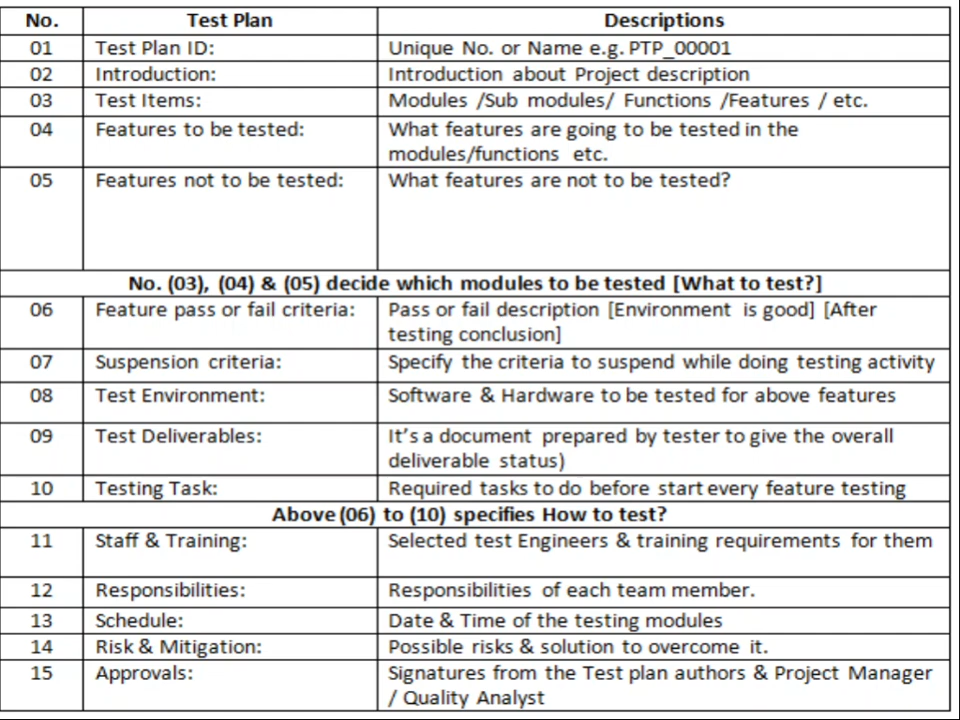 No. Test Plan Descriptions
01 Test Plan ID: Unique No. or Name e.g. PTP_00001
02 Introduction: Introduction about Project description
03 Test Items: Modules /Sub modules/ Functions /Features / etc.
04 Features to be tested: What features are going to be tested in the
modules/functions etc.
05 Features not to be tested: What features are not to be tested?
No. (03), (04) & (05) decide which modules to be tested [What to test?]
06 Feature pass or fail criteria: Pass or fail description [Environment is good] [After
testing conclusion]
07 Suspension criteria: Specify the criteria to suspend while doing testing activity
08 Test Environment: Software & Hardware to be tested for above features
09 Test Deliverables: It’s a document prepared by tester to give the overall
deliverable status)
10 Testing Task: Required tasks to do before start every feature testing
Above (06) to (10) specifies How to test?
11 Staff & Training: Selected test Engineers & training requirements for them
12 Responsibilities: Responsibilities of each team member.
13 Schedule: Date & Time of the testing modules
14 Risk & Mitigation: Possible risks & solution to overcome it.
15 Approvals: Signatures from the Test plan authors & Project Manager
/ Quality Analyst